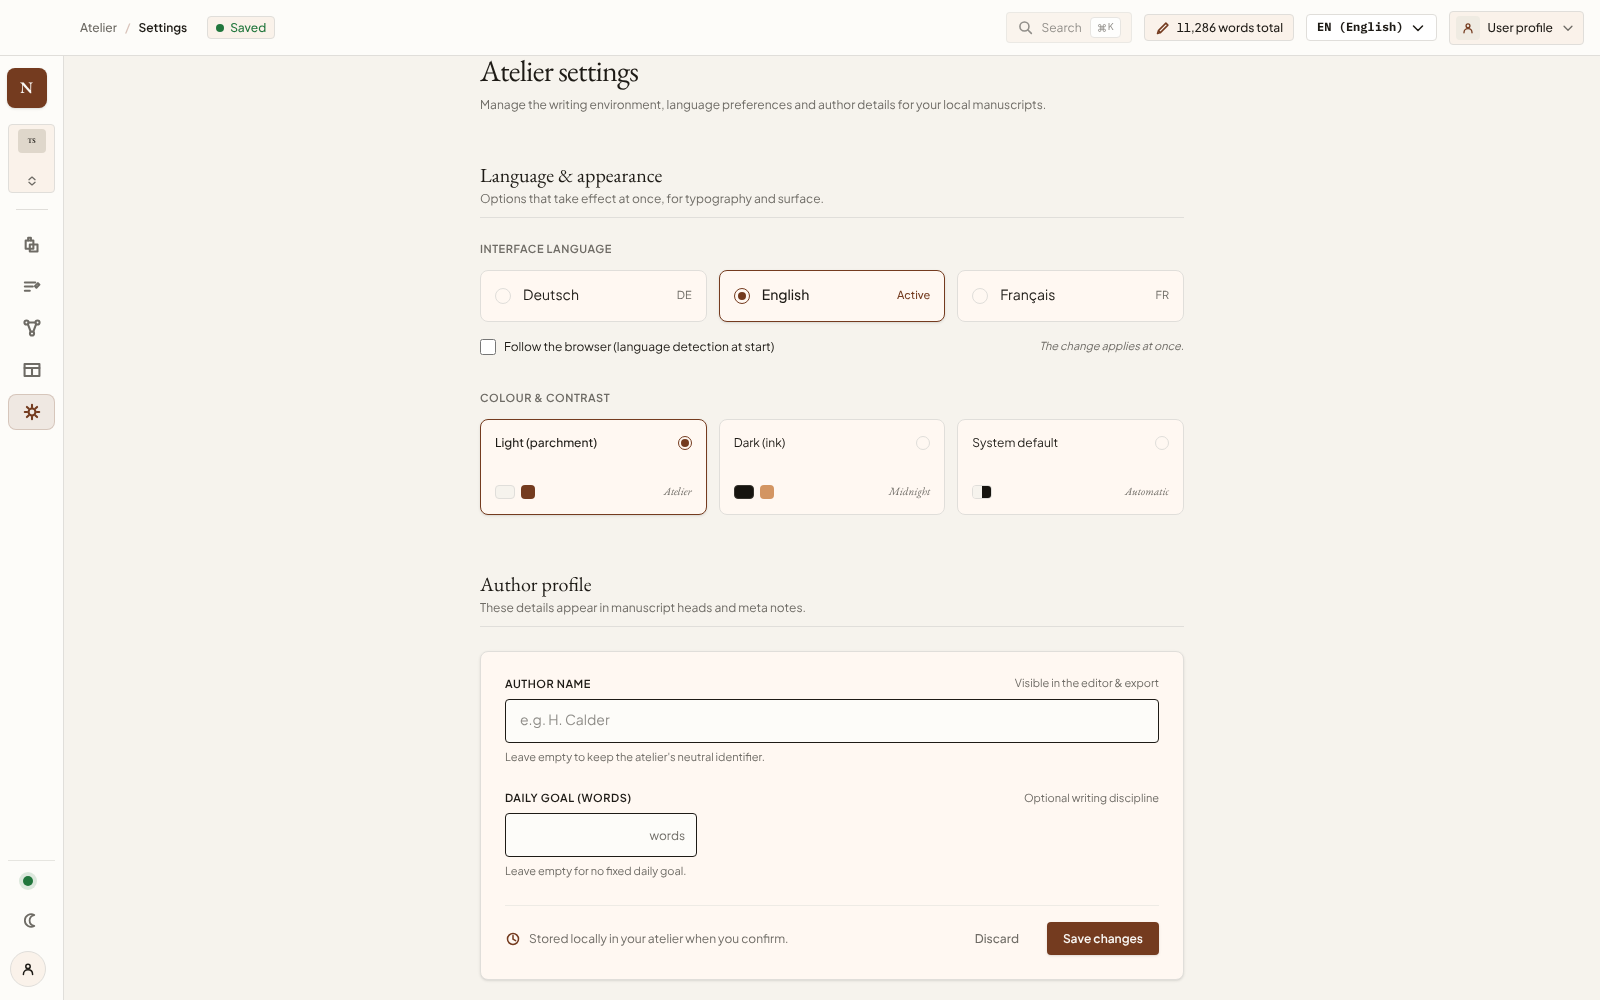 Atelier / Settings
Saved
Search ⌘K
11,286 words total
EN (English)
User profile
N
TS
Atelier settings
Manage the writing environment, language preferences and author details for your local manuscripts.
Language & appearance
Options that take effect at once, for typography and surface.
INTERFACE LANGUAGE
Deutsch DE
English Active
Français FR
Follow the browser (language detection at start)
The change applies at once.
COLOUR & CONTRAST
Light (parchment)
Atelier
Dark (ink)
Midnight
System default
Automatic
Author profile
These details appear in manuscript heads and meta notes.
AUTHOR NAME
Visible in the editor & export
e.g. H. Calder
Leave empty to keep the atelier's neutral identifier.
DAILY GOAL (WORDS)
Optional writing discipline
words
Leave empty for no fixed daily goal.
Stored locally in your atelier when you confirm.
Discard
Save changes